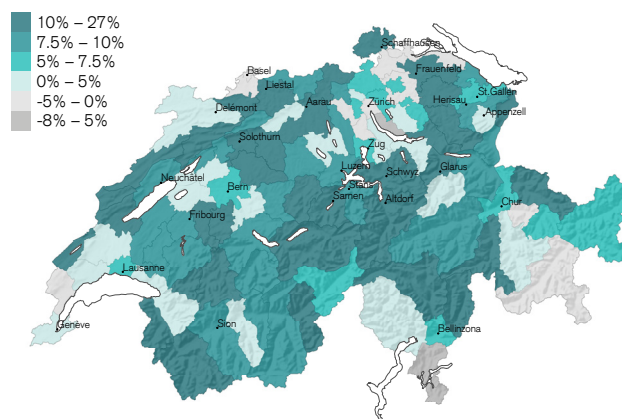 10% – 27%
7.5% – 10%
5% – 7.5%
0% – 5%
-5% – 0%
-8% – 5%
Schaffhausen
Basel
Liestal
Frauenfeld
Delémont
Aarau
Zürich
St.Gallen
Herisau
Appenzell
Solothurn
Zug
Neuchâtel
Bern
Luzern
Schwyz
Glarus
Stans
Sarnen
Altdorf
Chur
Fribourg
Lausanne
Genève
Sion
Bellinzona